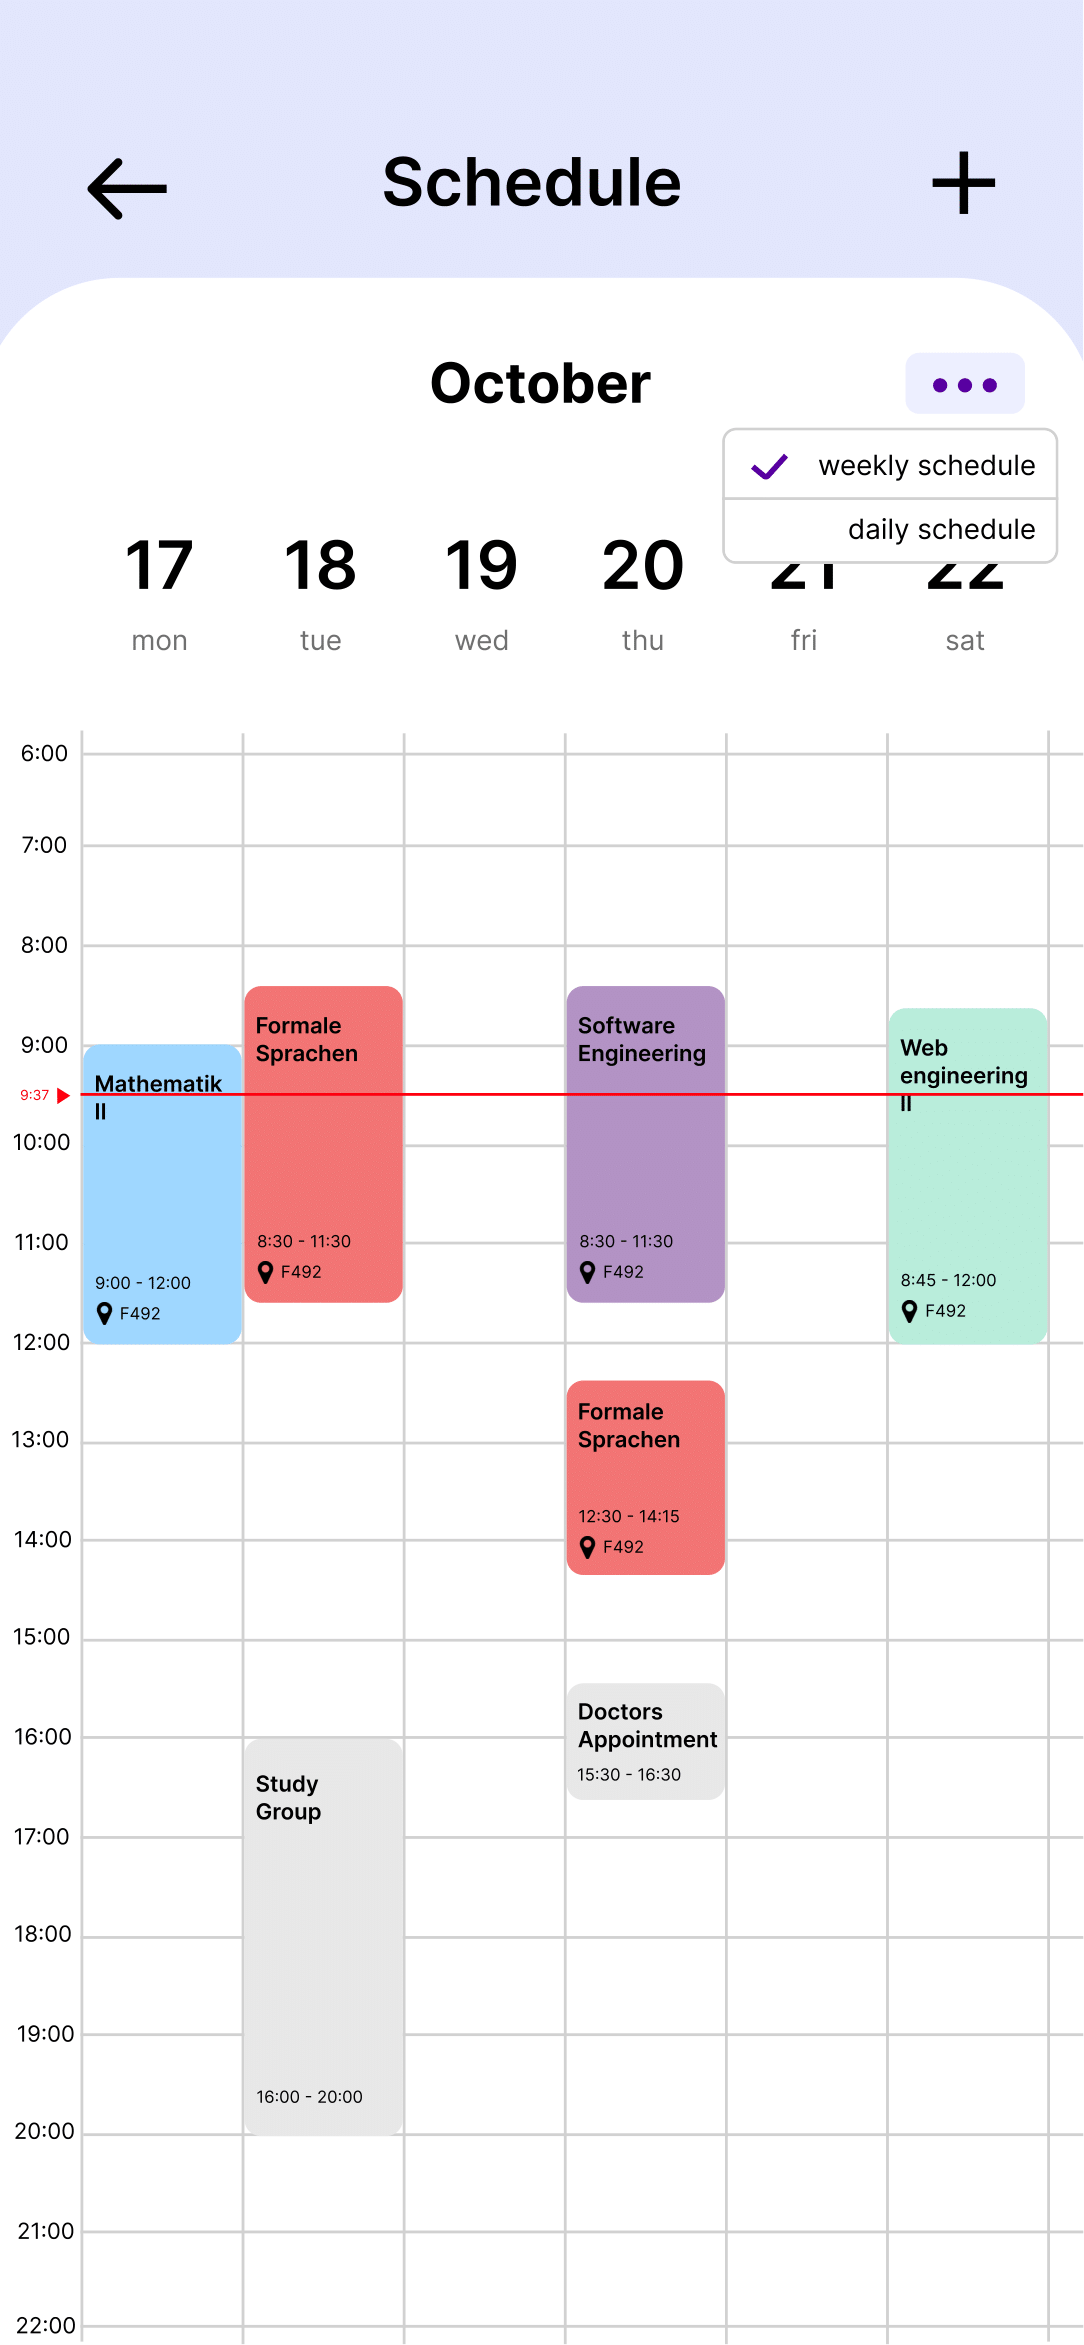 Schedule
October
weekly schedule
daily schedule
17 18 19 20 21 22
mon tue wed thu fri sat
6:00
7:00
8:00
9:00
9:37
10:00
11:00
12:00
13:00
14:00
15:00
16:00
17:00
18:00
19:00
20:00
21:00
22:00
Mathematik
II
9:00 - 12:00
F492
Formale
Sprachen
8:30 - 11:30
F492
Study
Group
16:00 - 20:00
Software
Engineering
8:30 - 11:30
F492
Formale
Sprachen
12:30 - 14:15
F492
Doctors
Appointment
15:30 - 16:30
Web
engineering
II
8:45 - 12:00
F492